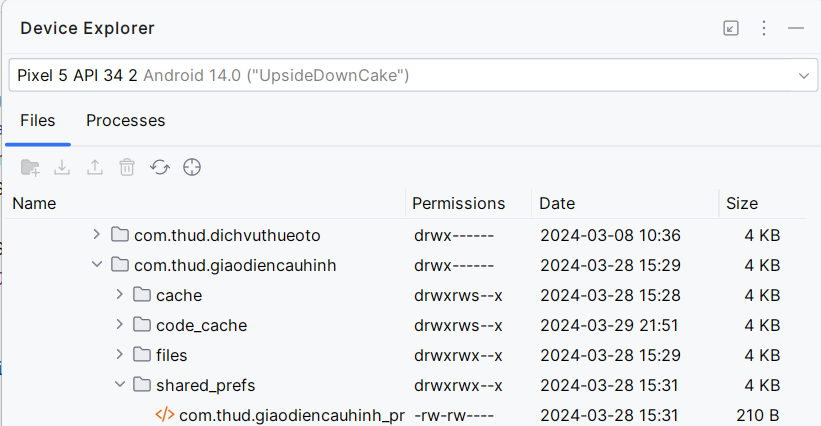 Device Explorer
Pixel 5 API 34 2 Android 14.0 ("UpsideDownCake")
Files Processes
Name Permissions Date Size
com.thud.dichvuthueoto drwx------ 2024-03-08 10:36 4 KB
com.thud.giaodiencauhinh drwx------ 2024-03-28 15:29 4 KB
cache drwxrws--x 2024-03-28 15:28 4 KB
code_cache drwxrws--x 2024-03-29 21:51 4 KB
files drwxrwx--x 2024-03-28 15:29 4 KB
shared_prefs drwxrwx--x 2024-03-28 15:31 4 KB
com.thud.giaodiencauhinh_pr -rw-rw---- 2024-03-28 15:31 210 B